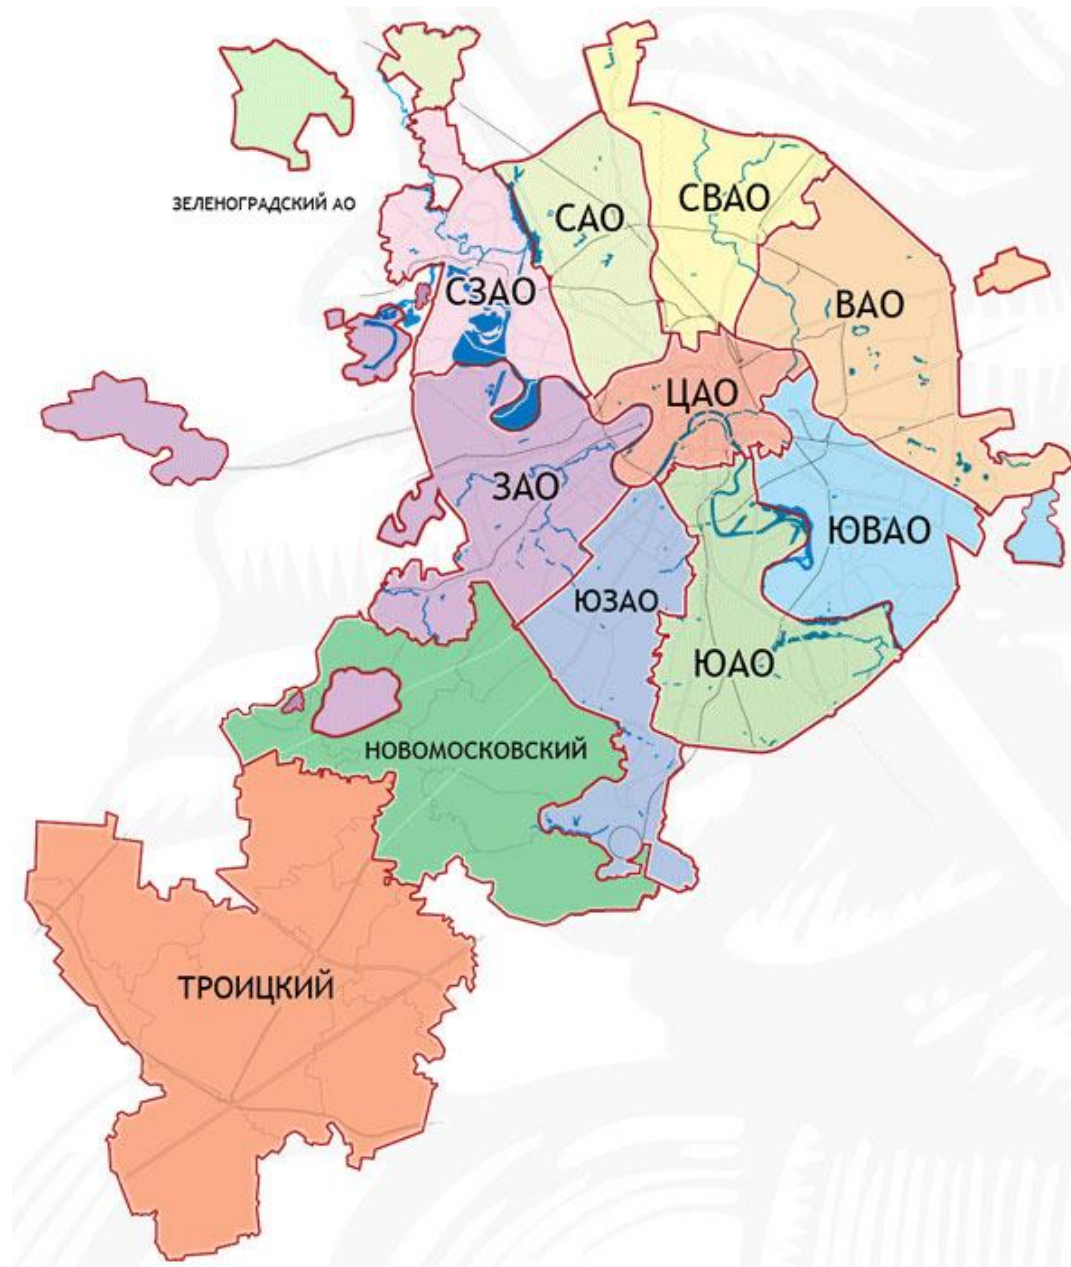 ЗЕЛЕНОГРАДСКИЙ АО
САО
СВАО
СЗАО
ВАО
ЦАО
ЗАО
ЮВАО
ЮЗАО
ЮАО
НОВОМОСКОВСКИЙ
ТРОИЦКИЙ